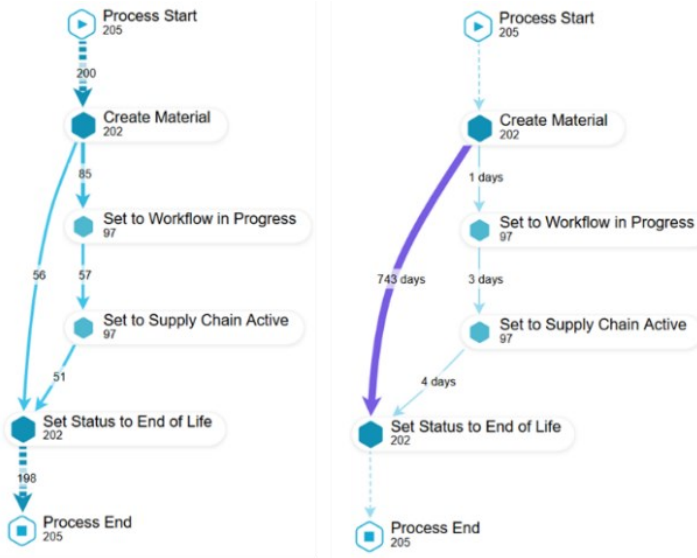 Process Start
205
200
Create Material
202
85
Set to Workflow in Progress
97
56
57
Set to Supply Chain Active
97
51
Set Status to End of Life
202
198
Process End
205
Process Start
205
Create Material
202
1 days
Set to Workflow in Progress
97
743 days
3 days
Set to Supply Chain Active
97
4 days
Set Status to End of Life
202
Process End
205